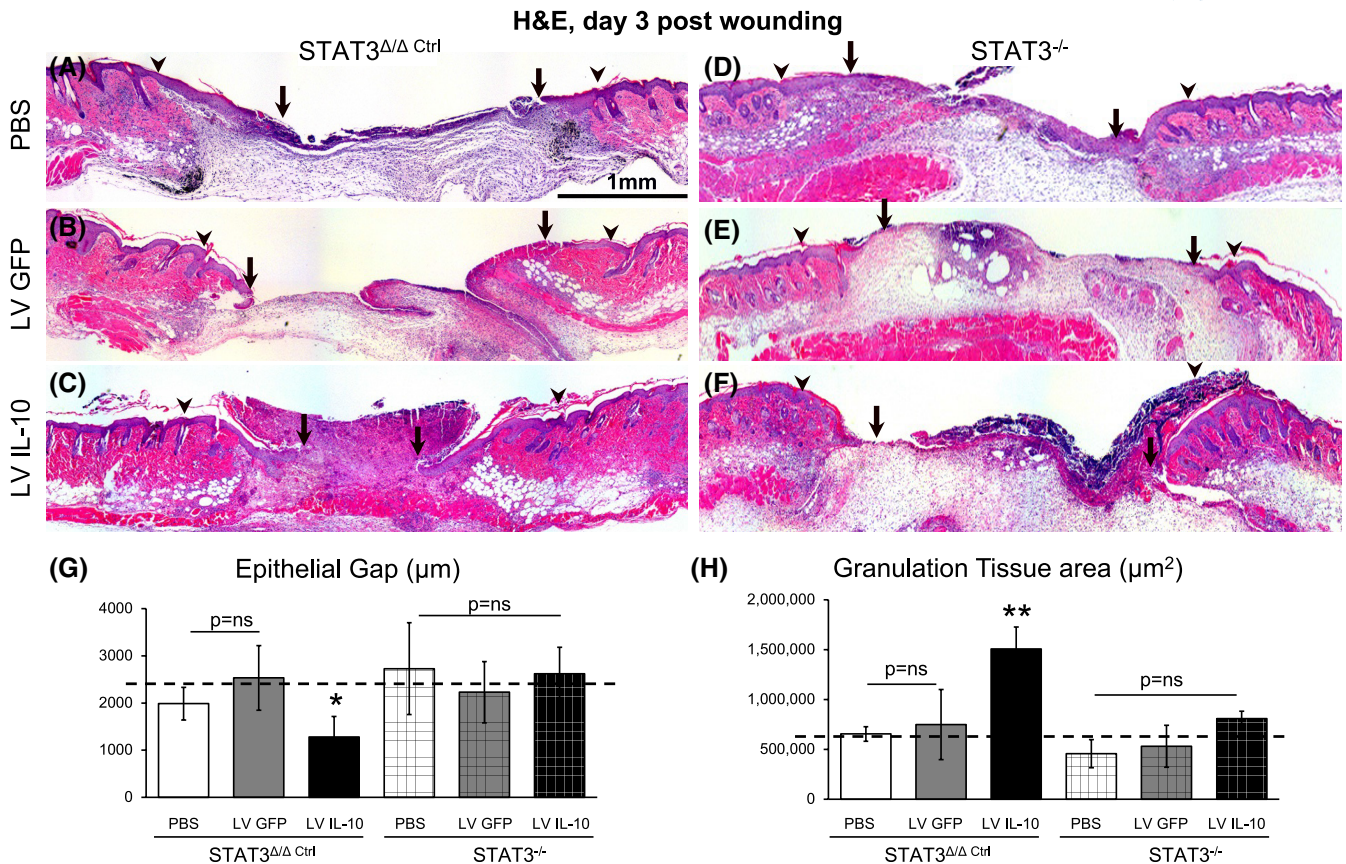 H&E, day 3 post wounding
STAT3Δ/Δ Ctrl
STAT3-/-
PBS
(A)
1mm
(D)
LV GFP
(B)
(E)
LV IL-10
(C)
(F)
(G)
Epithelial Gap (µm)
4000
3000
2000
1000
0
p=ns
*
p=ns
PBS LV GFP LV IL-10 PBS LV GFP LV IL-10
STAT3Δ/Δ Ctrl STAT3-/-
(H)
Granulation Tissue area (µm²)
2,000,000
1,500,000
1,000,000
500,000
0
p=ns
**
p=ns
PBS LV GFP LV IL-10 PBS LV GFP LV IL-10
STAT3Δ/Δ Ctrl STAT3-/-